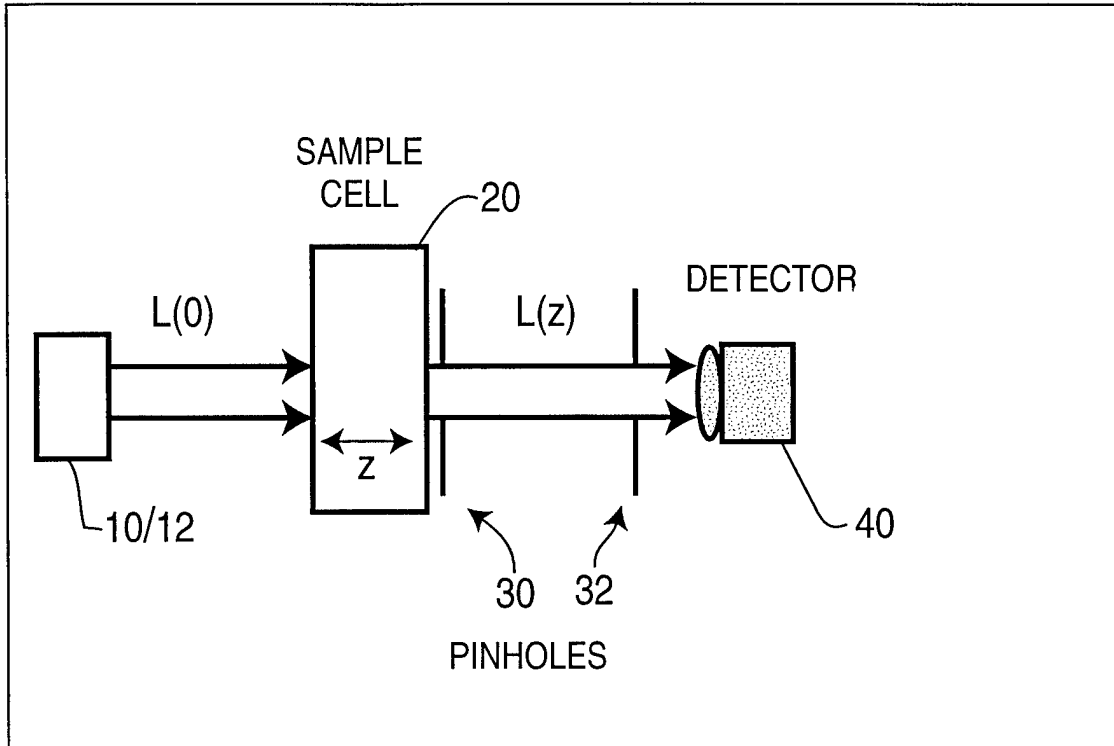 SAMPLE
CELL
20
DETECTOR
L(0)
L(z)
z
10/12
30
32
40
PINHOLES